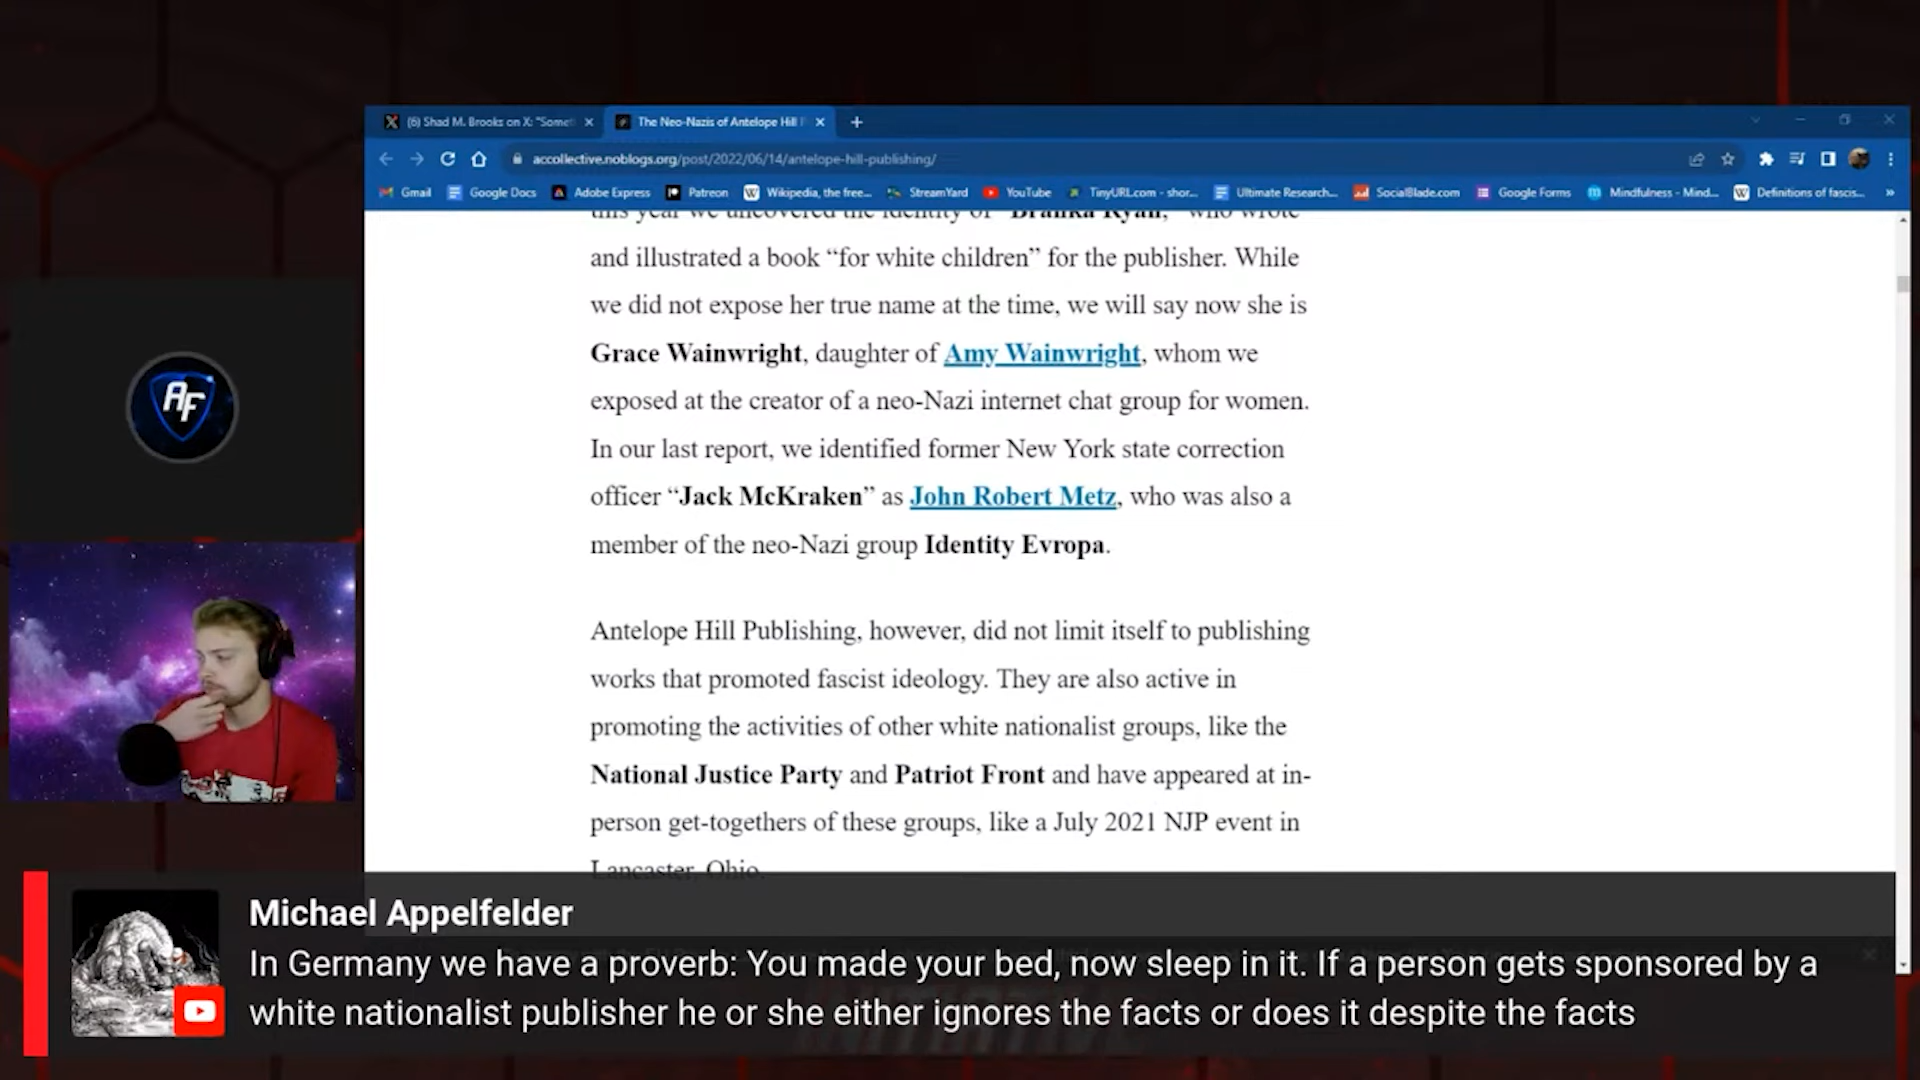 (6) Shad M. Brooks on X: "Somet
The Neo-Nazis of Antelope Hill
accollective.noblogs.org/post/2022/06/14/antelope-hill-publishing/
Gmail
Google Docs
Adobe Express
Patreon
Wikipedia, the free...
StreamYard
YouTube
TinyURL.com - shor...
Ultimate Research...
SocialBlade.com
Google Forms
Mindfulness - Mind...
Definitions of fascis...
this year we uncovered the identity of "Branka Ryan," who wrote
and illustrated a book “for white children” for the publisher. While
we did not expose her true name at the time, we will say now she is
Grace Wainwright, daughter of Amy Wainwright, whom we
exposed at the creator of a neo-Nazi internet chat group for women.
In our last report, we identified former New York state correction
officer “Jack McKraken” as John Robert Metz, who was also a
member of the neo-Nazi group Identity Evropa.
Antelope Hill Publishing, however, did not limit itself to publishing
works that promoted fascist ideology. They are also active in
promoting the activities of other white nationalist groups, like the
National Justice Party and Patriot Front and have appeared at in-
person get-togethers of these groups, like a July 2021 NJP event in
Lancaster, Ohio.
AF
Michael Appelfelder
In Germany we have a proverb: You made your bed, now sleep in it. If a person gets sponsored by a
white nationalist publisher he or she either ignores the facts or does it despite the facts